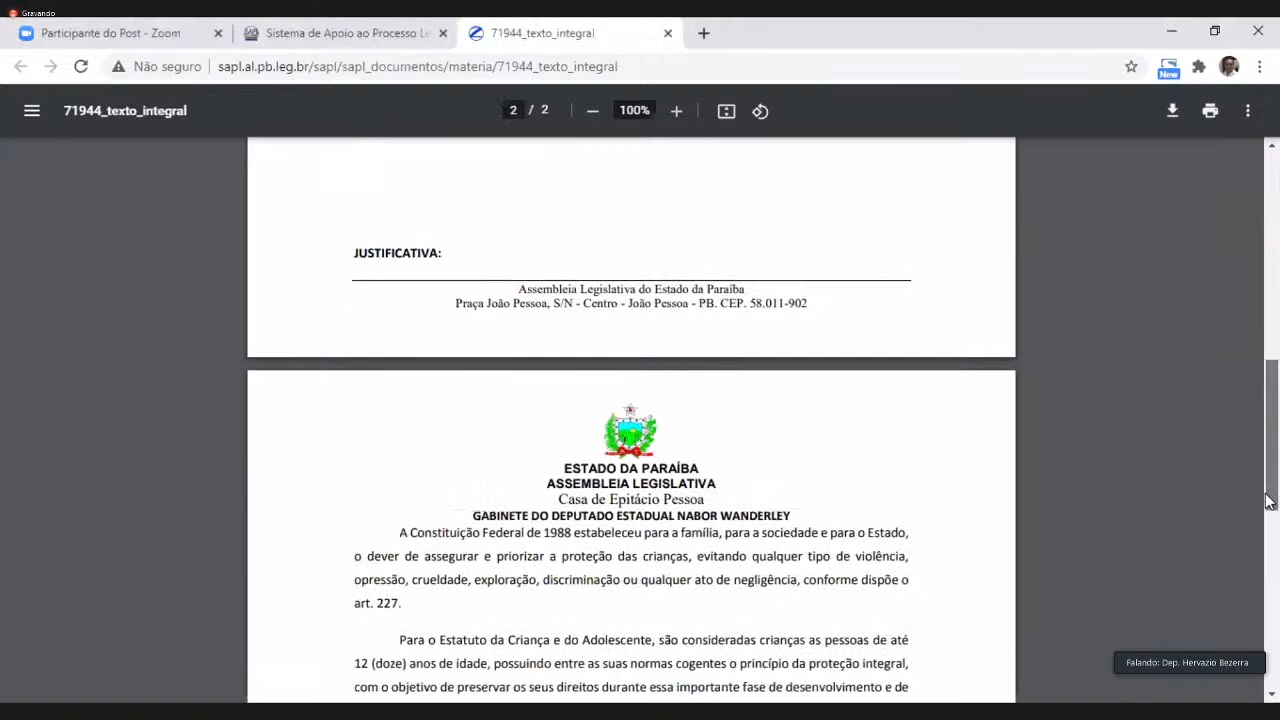 Gravando
Participante do Post - Zoom
Sistema de Apoio ao Processo Le
71944_texto_integral
Não seguro
sapl.al.pb.leg.br/sapl/sapl_documentos/materia/71944_texto_integral
New
71944_texto_integral
2 / 2
100%
JUSTIFICATIVA:
Assembleia Legislativa do Estado da Paraíba
Praça João Pessoa, S/N - Centro - João Pessoa - PB. CEP. 58.011-902
ESTADO DA PARAÍBA
ASSEMBLEIA LEGISLATIVA
Casa de Epitácio Pessoa
GABINETE DO DEPUTADO ESTADUAL NABOR WANDERLEY
A Constituição Federal de 1988 estabeleceu para a família, para a sociedade e para o Estado,
o dever de assegurar e priorizar a proteção das crianças, evitando qualquer tipo de violência,
opressão, crueldade, exploração, discriminação ou qualquer ato de negligência, conforme dispõe o
art. 227.
Para o Estatuto da Criança e do Adolescente, são consideradas crianças as pessoas de até
12 (doze) anos de idade, possuindo entre as suas normas cogentes o princípio da proteção integral,
com o objetivo de preservar os seus direitos durante essa importante fase de desenvolvimento e de
Falando: Dep. Hervazio Bezerra